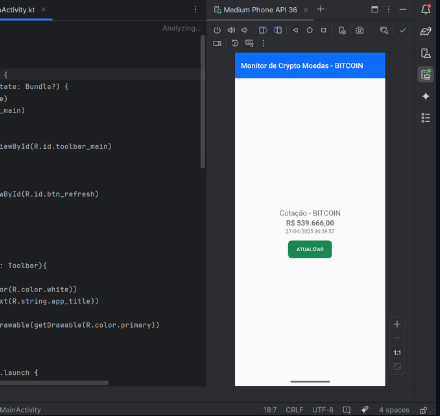 nActivity.kt ×
Medium Phone API 36 ×
Analyzing...
{
tate: Bundle?) {
e)
_main)
iewById(R.id.toolbar_main)
wById(R.id.btn_refresh)
: Toolbar){
or(R.color.white))
xt(R.string.app_title))
rawable(getDrawable(R.color.primary))
.launch {
Monitor de Crypto Moedas - BITCOIN
Cotação - BITCOIN
R$ 539.666,00
27/04/2025 20:59:57
ATUALIZAR
1:1
MainActivity
18:7 CRLF UTF-8 4 spaces